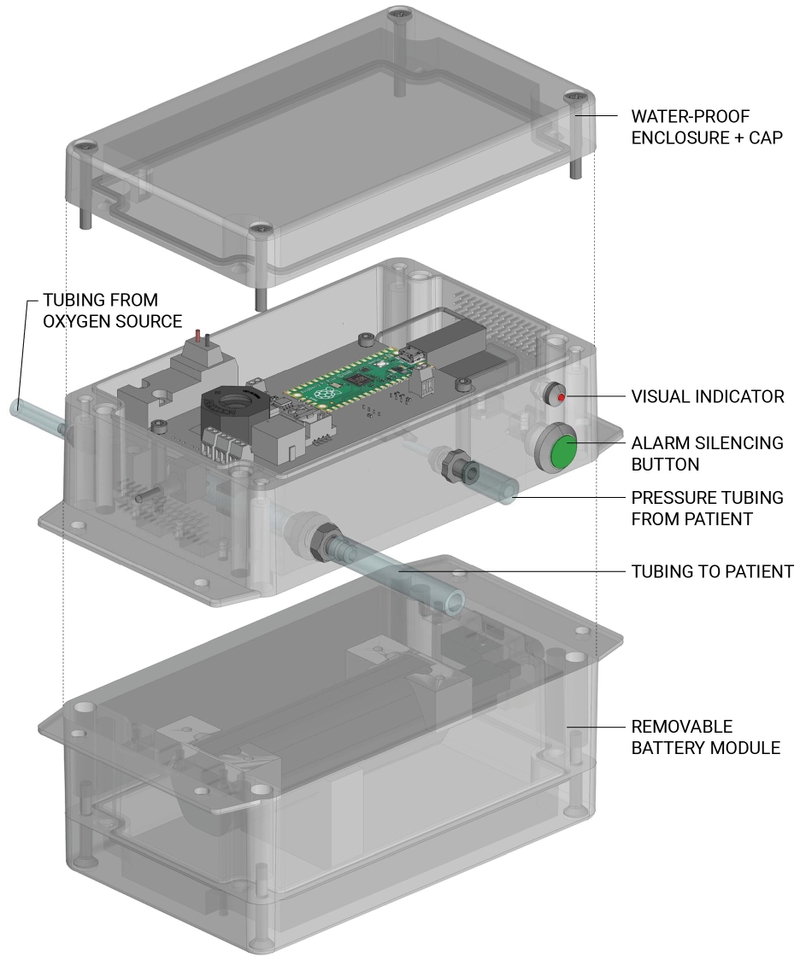 WATER-PROOF
ENCLOSURE + CAP
TUBING FROM
OXYGEN SOURCE
VISUAL INDICATOR
ALARM SILENCING
BUTTON
PRESSURE TUBING
FROM PATIENT
TUBING TO PATIENT
REMOVABLE
BATTERY MODULE